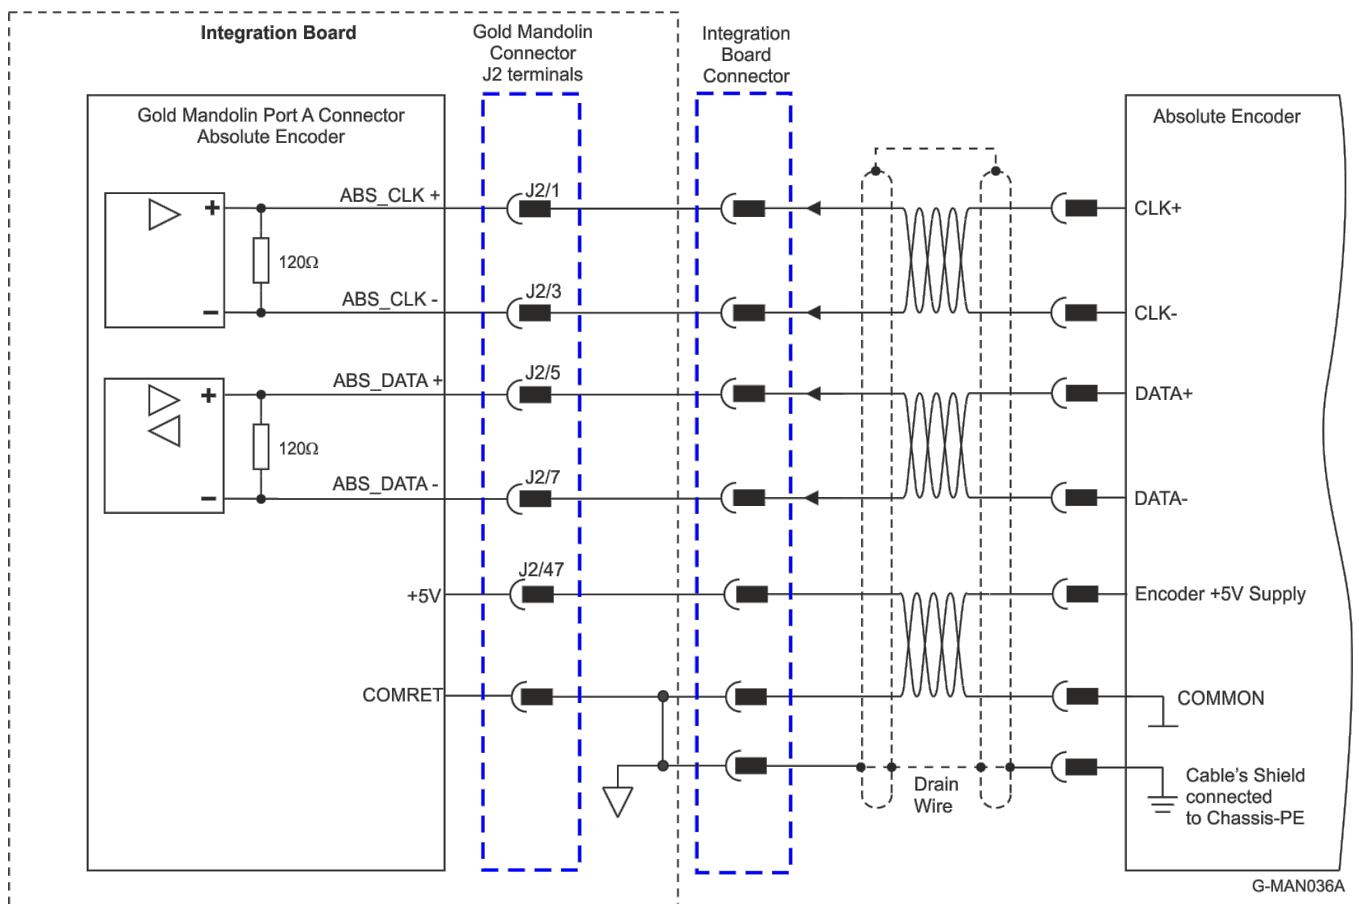 Integration Board
Gold Mandolin
Connector
J2 terminals
Integration
Board
Connector
Gold Mandolin Port A Connector
Absolute Encoder
Absolute Encoder
ABS_CLK +
J2/1
+
CLK+
120Ω
ABS_CLK -
J2/3
−
CLK-
ABS_DATA +
J2/5
+
DATA+
120Ω
ABS_DATA -
J2/7
−
DATA-
J2/47
+5V
Encoder +5V Supply
COMRET
COMMON
Drain
Wire
Cable's Shield
connected
to Chassis-PE
G-MAN036A